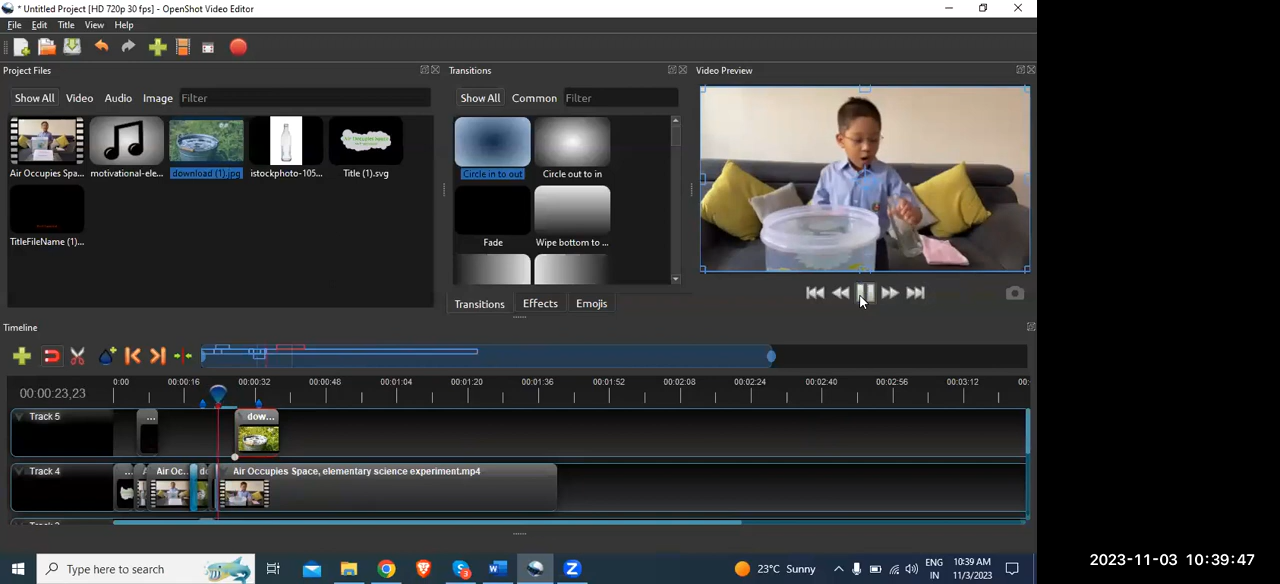 * Untitled Project [HD 720p 30 fps] - OpenShot Video Editor
File Edit Title View Help
Project Files
Transitions
Video Preview
Show All Video Audio Image Filter
Show All Common Filter
Air Occupies Spa...
motivational-ele...
download (1).jpg
istockphoto-105...
Title (1).svg
TitleFileName (1)...
Circle in to out
Circle out to in
Fade
Wipe bottom to ...
Transitions Effects Emojis
Timeline
00:00:23,23
0:00 00:00:16 00:00:32 00:00:48 00:01:04 00:01:20 00:01:36 00:01:52 00:02:08 00:02:24 00:02:40 00:02:56 00:03:12 00:
Track 5
...
dow...
Track 4
...
Air Oc...
Air Occupies Space, elementary science experiment.mp4
Type here to search
23°C Sunny
ENG
IN
10:39 AM
11/3/2023
2023-11-03 10:39:47